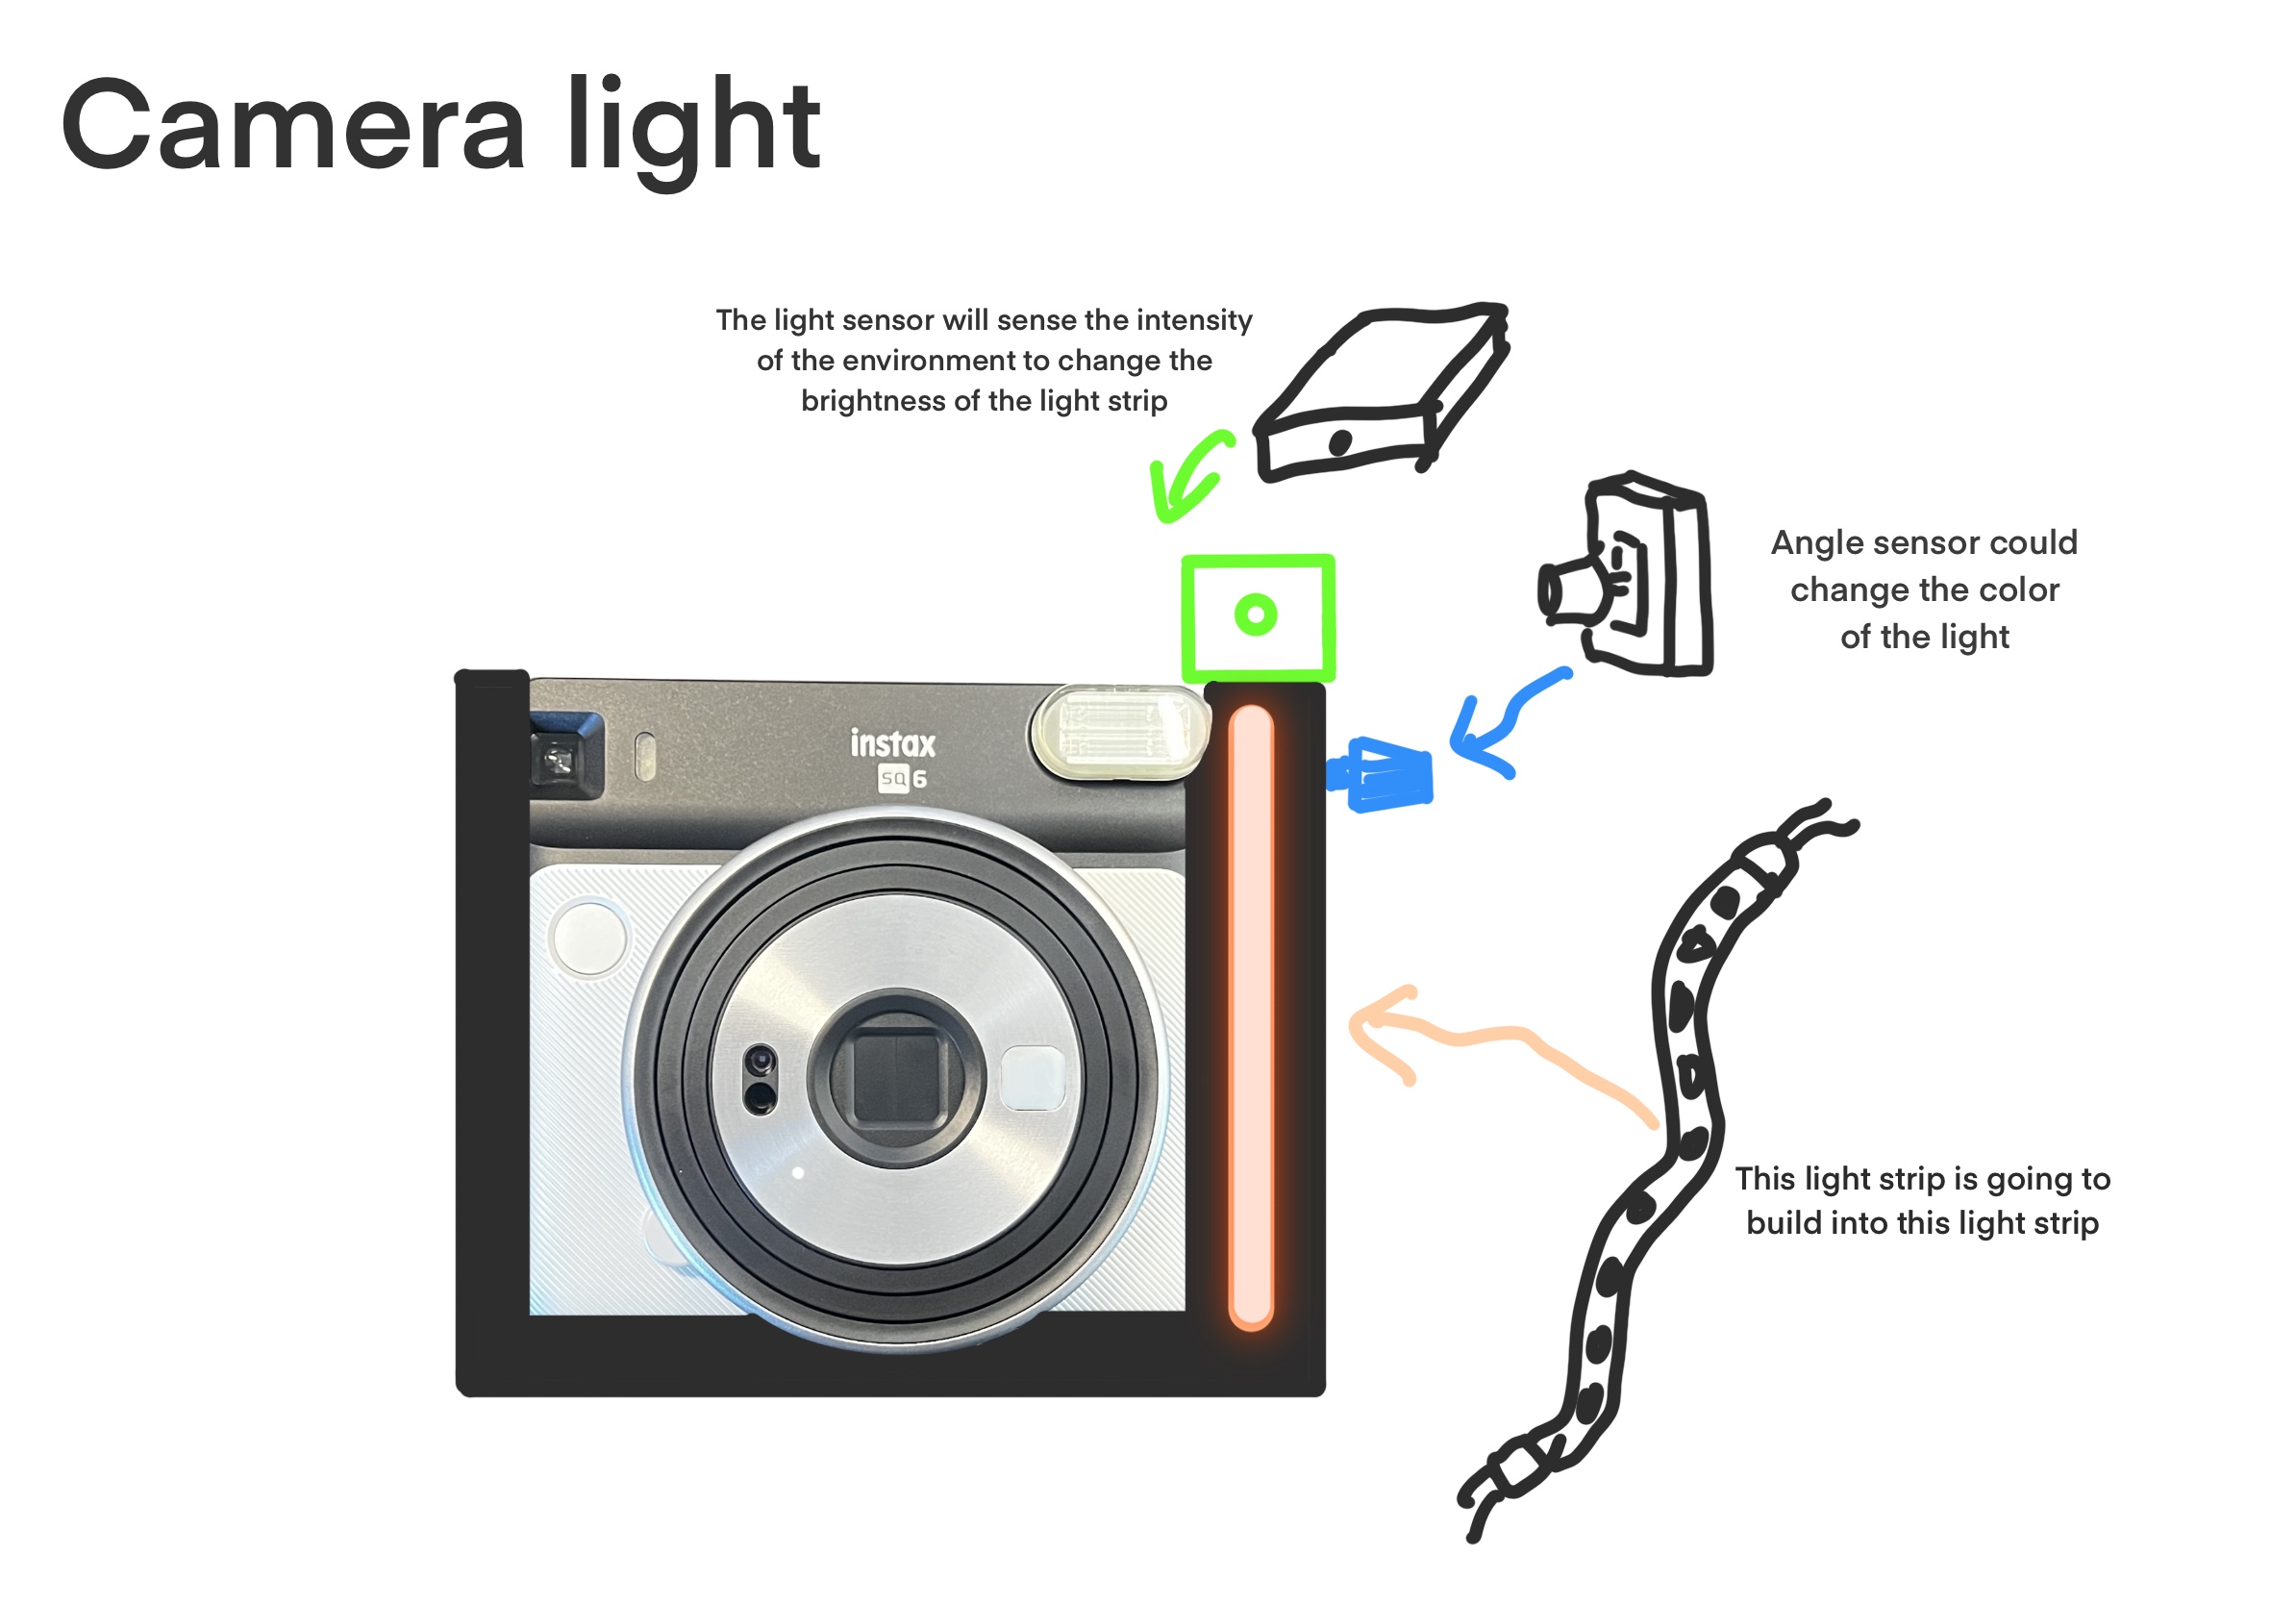 Camera light
The light sensor will sense the intensity
of the environment to change the
brightness of the light strip
Angle sensor could
change the color
of the light
instax
SQ 6
This light strip is going to
build into this light strip